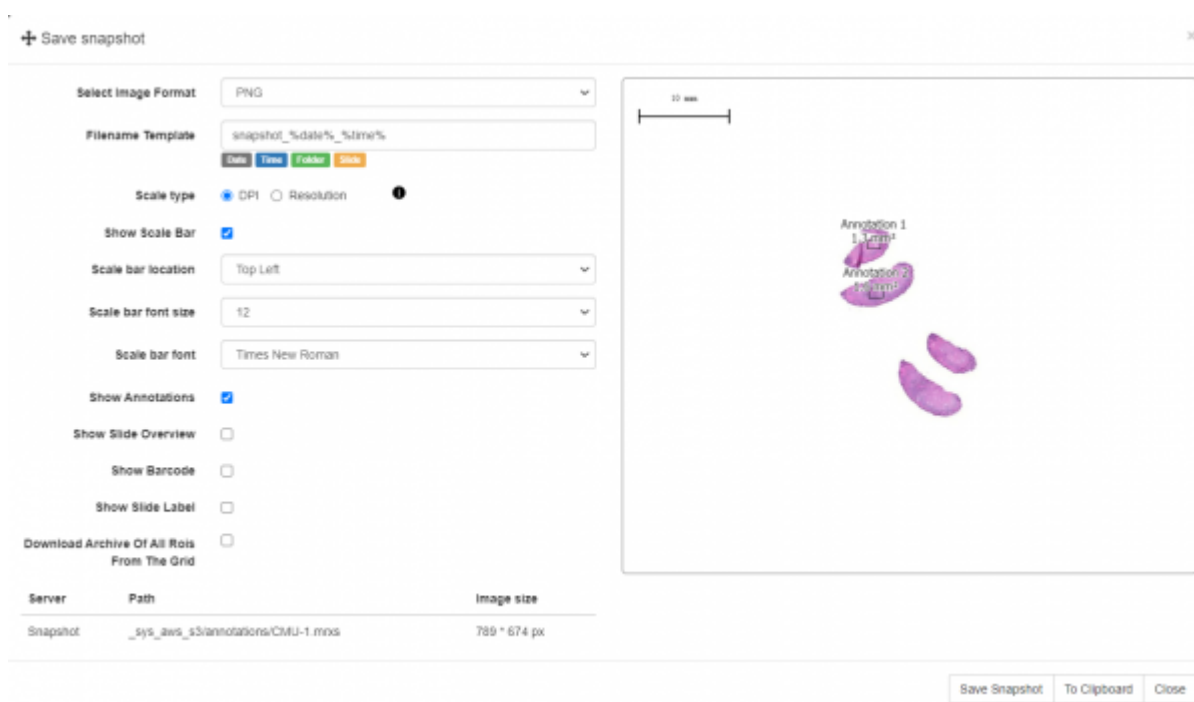 Save snapshot
×
Select Image Format PNG
Filename Template snapshot_%date%_%time%
Date Time Folder Slide
Scale type DPI Resolution
Show Scale Bar
Scale bar location Top Left
Scale bar font size 12
Scale bar font Times New Roman
Show Annotations
Show Slide Overview
Show Barcode
Show Slide Label
Download Archive Of All Rois
From The Grid
Server Path Image size
Snapshot _sys_aws_s3/annotations/CMU-1.mrxs 789 * 674 px
mm
Annotation 1
Annotation 2
Save Snapshot To Clipboard Close